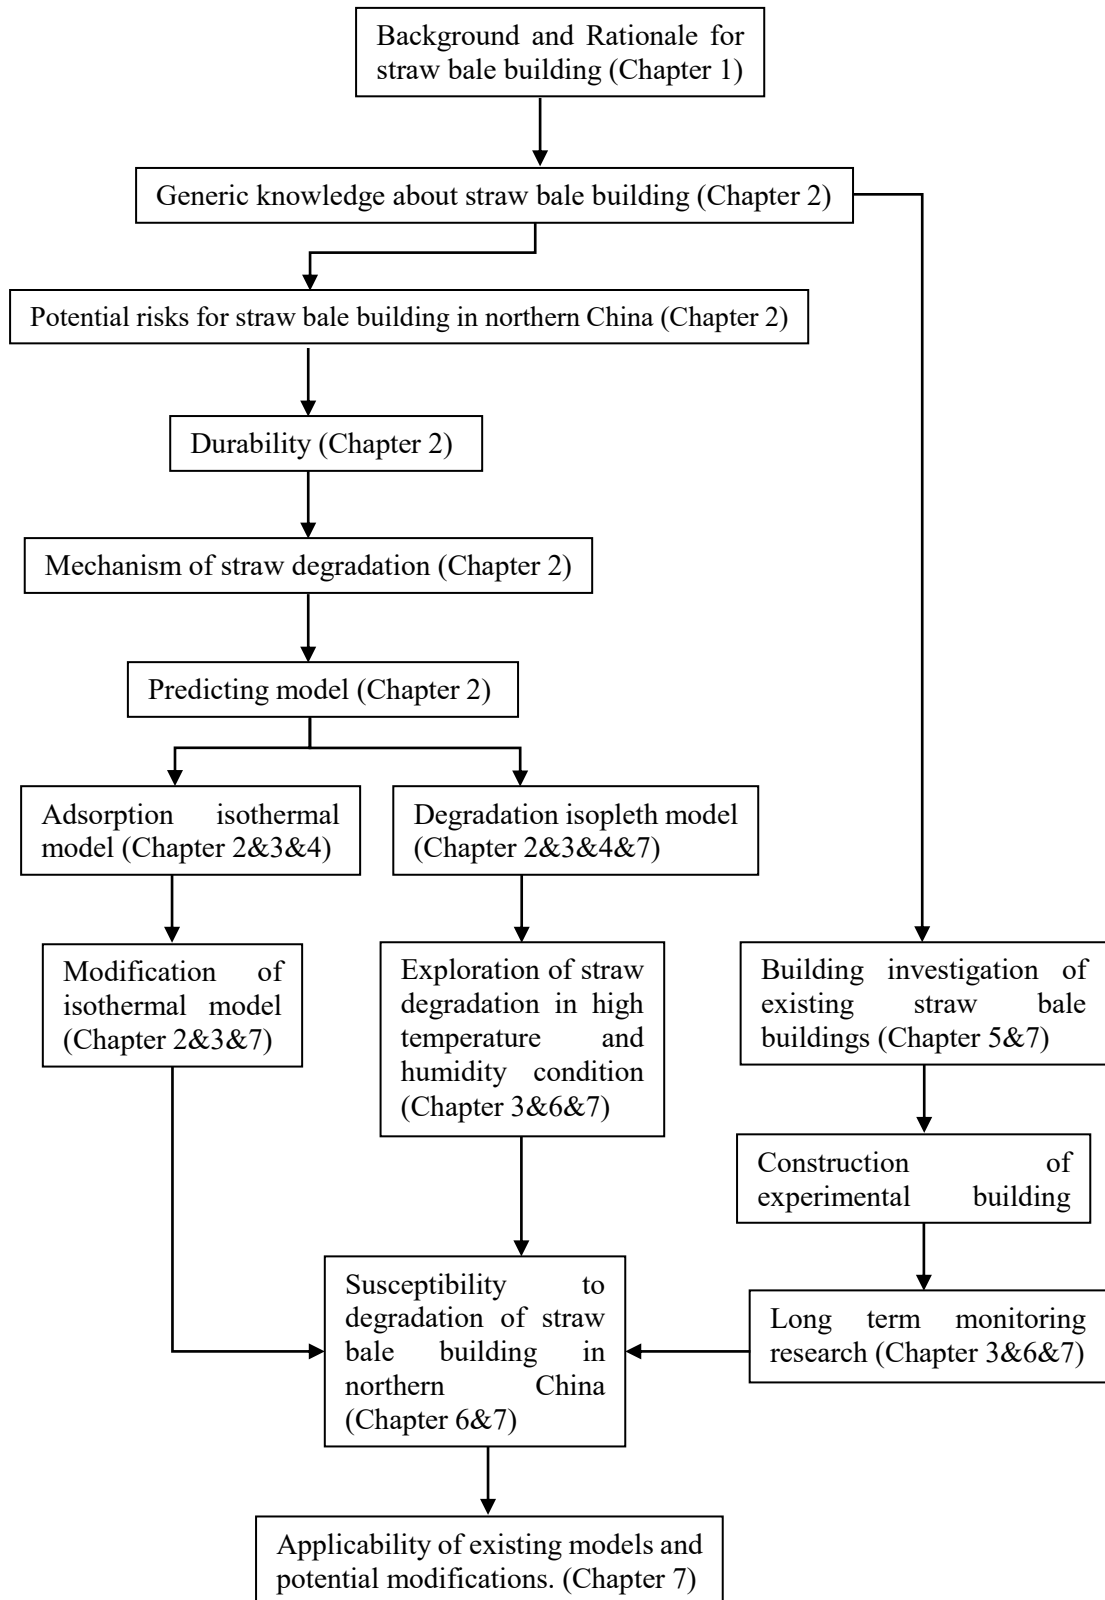 Background and Rationale for
straw bale building (Chapter 1)
Generic knowledge about straw bale building (Chapter 2)
Potential risks for straw bale building in northern China (Chapter 2)
Durability (Chapter 2)
Mechanism of straw degradation (Chapter 2)
Predicting model (Chapter 2)
Adsorption isothermal
model (Chapter 2&3&4)
Degradation isopleth model
(Chapter 2&3&4&7)
Modification of
isothermal model
(Chapter 2&3&7)
Exploration of straw
degradation in high
temperature and
humidity condition
(Chapter 3&6&7)
Building investigation of
existing straw bale
buildings (Chapter 5&7)
Construction of
experimental building
Susceptibility to
degradation of straw
bale building in
northern China
(Chapter 6&7)
Long term monitoring
research (Chapter 3&6&7)
Applicability of existing models and
potential modifications. (Chapter 7)